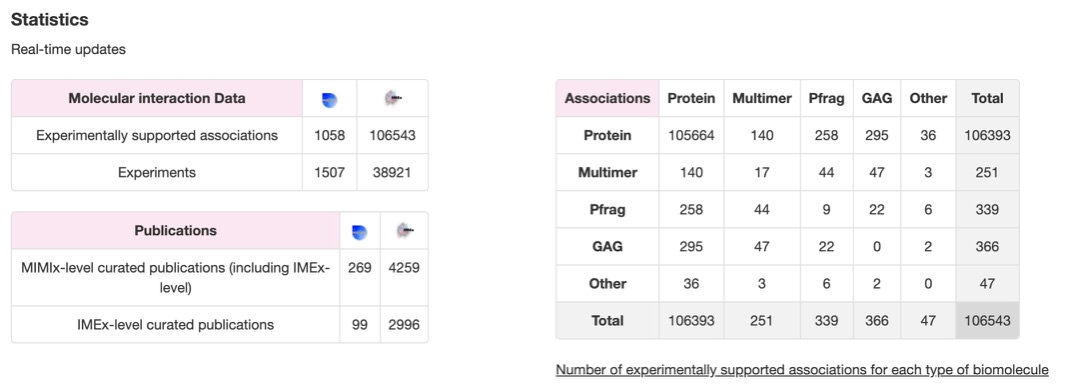 Statistics
Real-time updates
Molecular interaction Data
Experimentally supported associations 1058 106543
Experiments 1507 38921
Publications
MIMIx-level curated publications (including IMEx-
level) 269 4259
IMEx-level curated publications 99 2996
Associations Protein Multimer Pfrag GAG Other Total
Protein 105664 140 258 295 36 106393
Multimer 140 17 44 47 3 251
Pfrag 258 44 9 22 6 339
GAG 295 47 22 0 2 366
Other 36 3 6 2 0 47
Total 106393 251 339 366 47 106543
Number of experimentally supported associations for each type of biomolecule